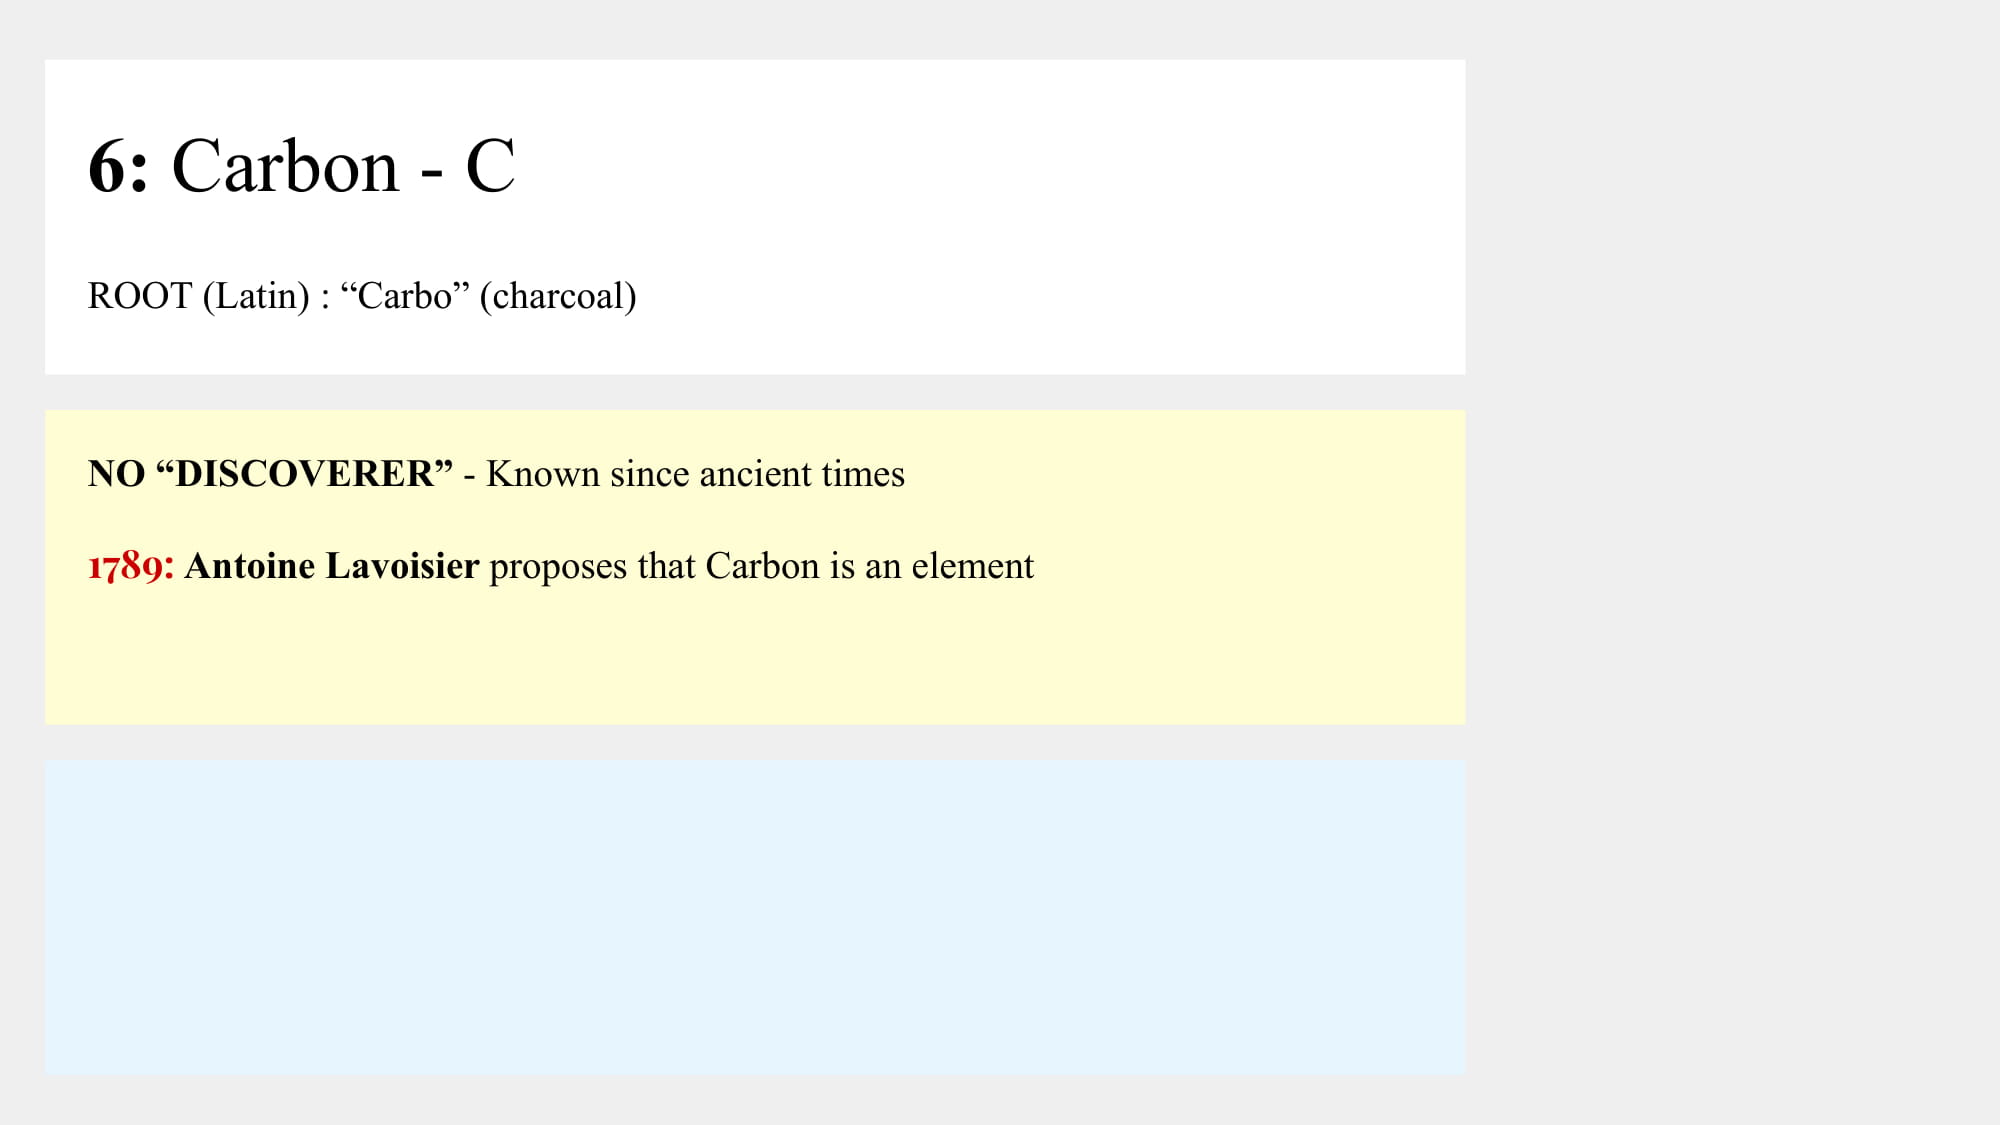 6: Carbon - C
ROOT (Latin) : “Carbo” (charcoal)
NO “DISCOVERER” - Known since ancient times
1789: Antoine Lavoisier proposes that Carbon is an element